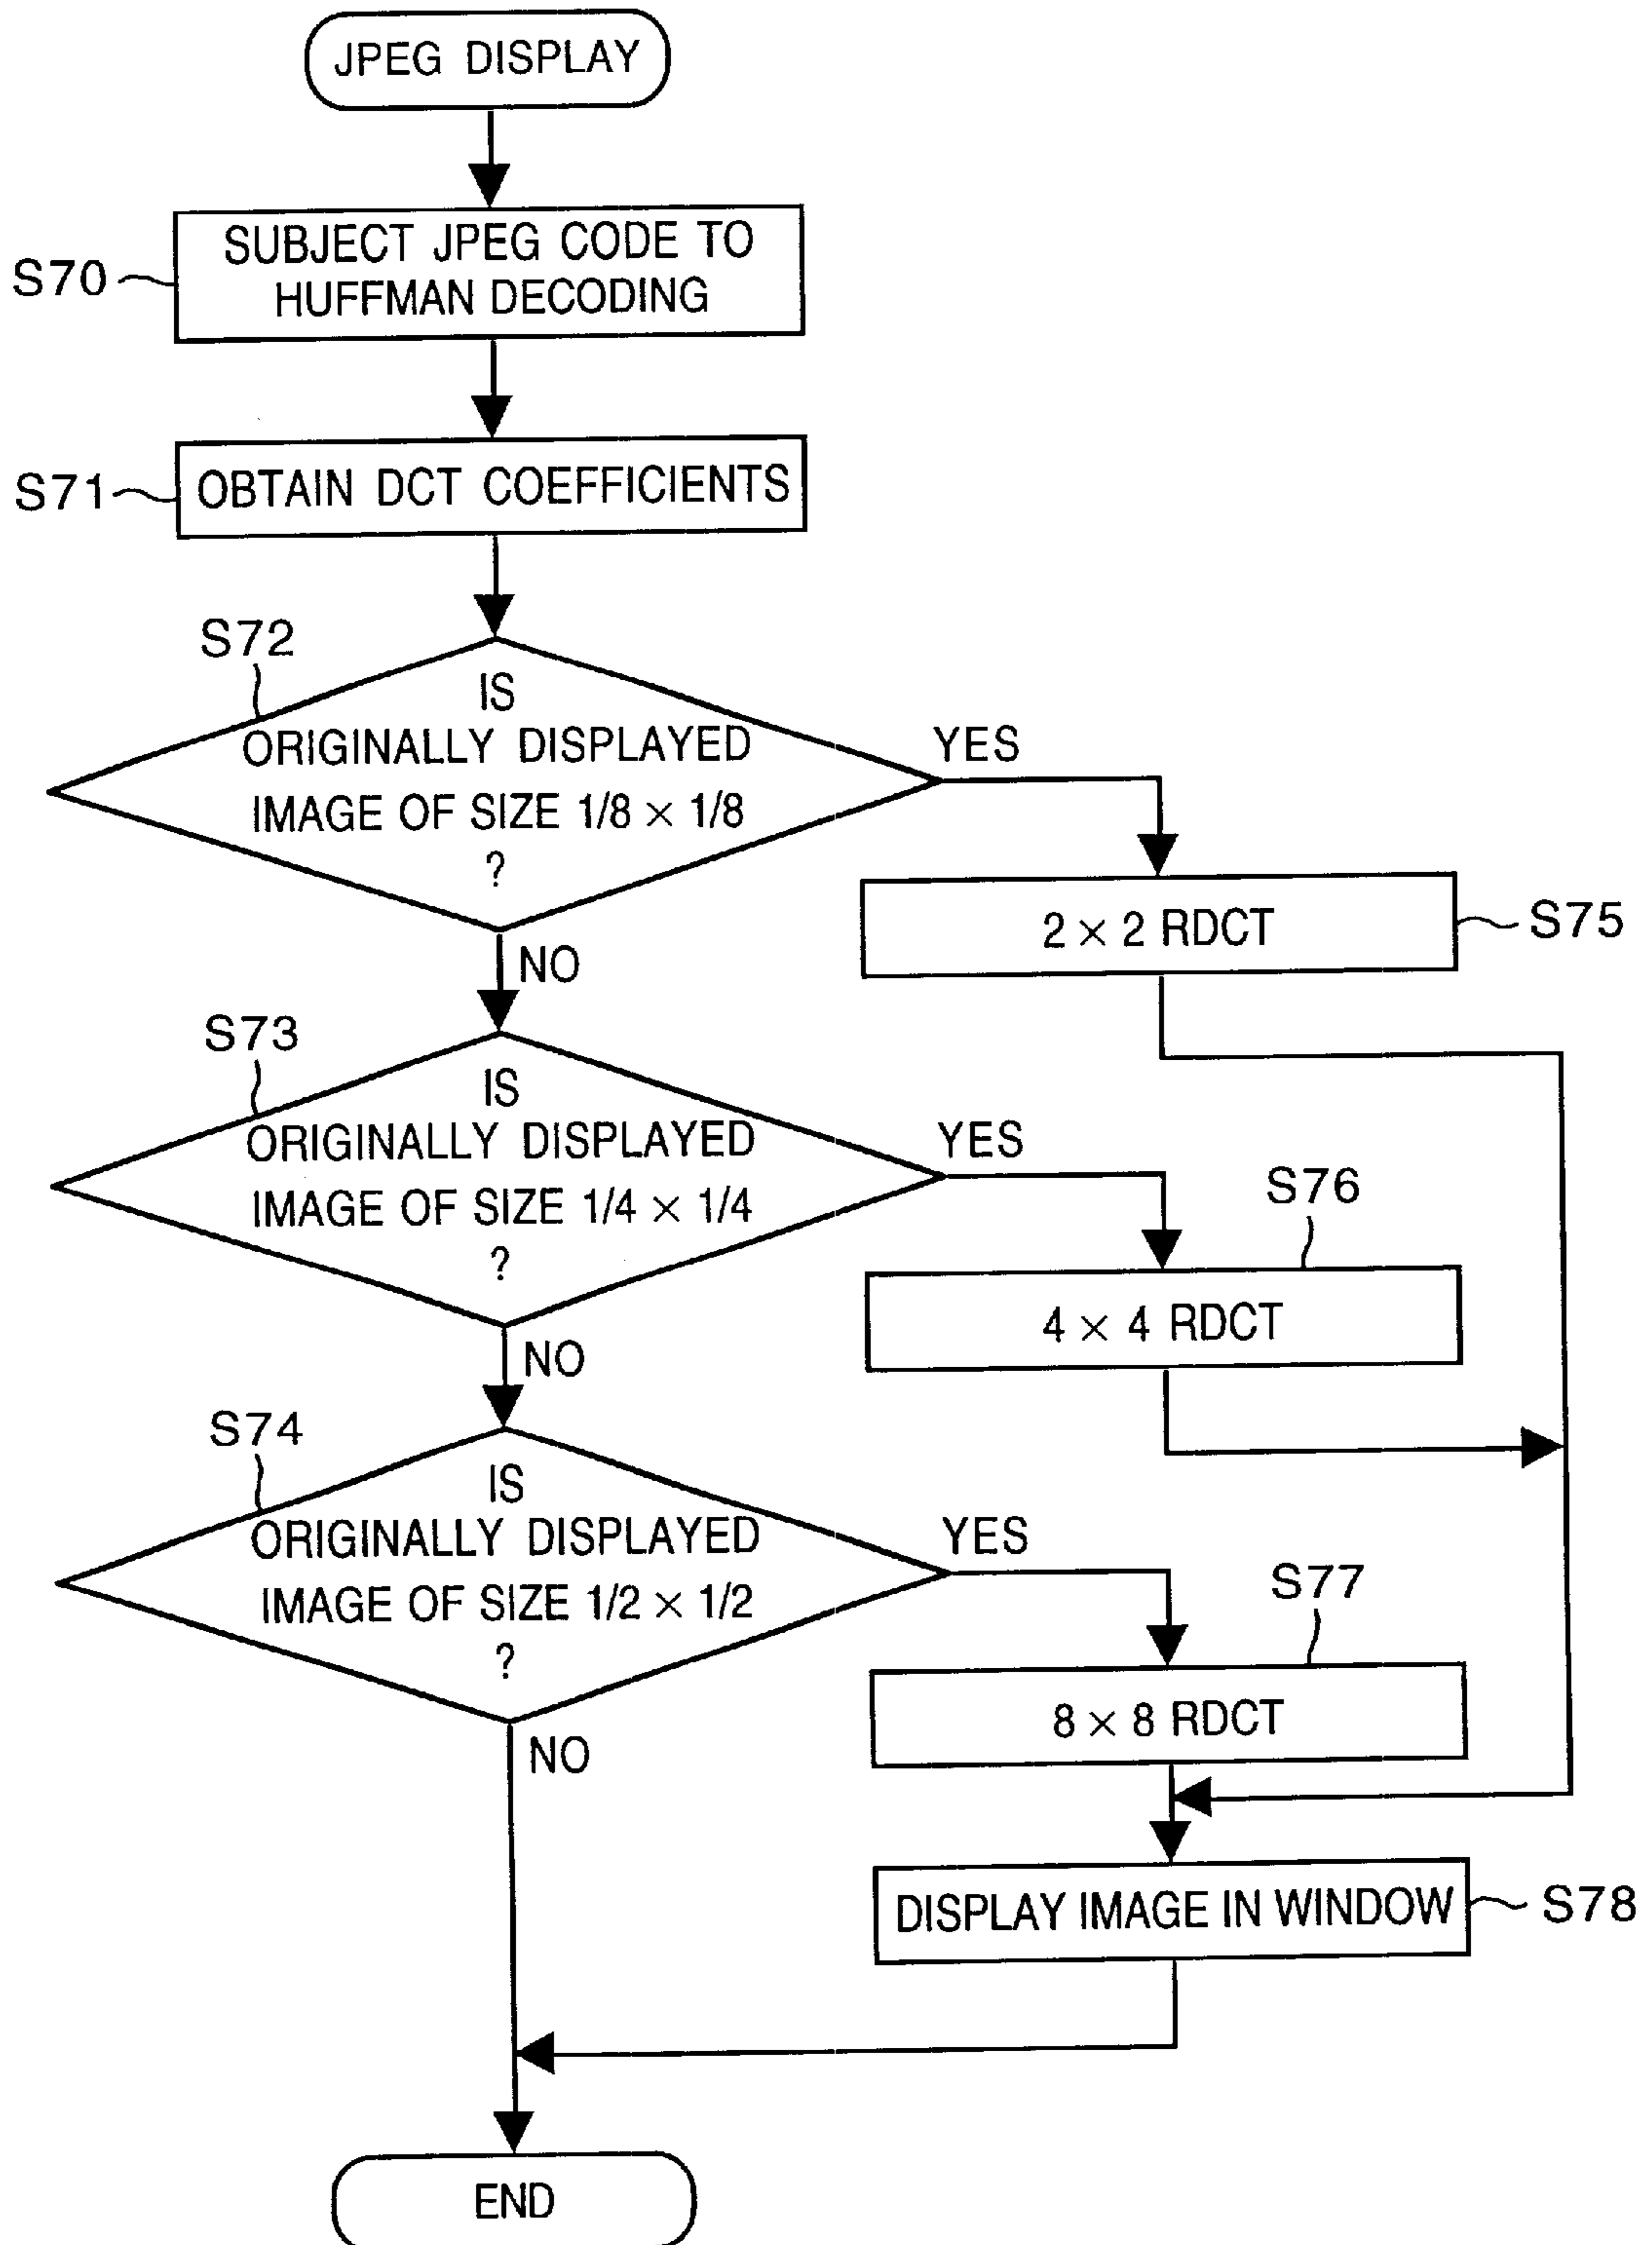 JPEG DISPLAY
SUBJECT JPEG CODE TO
HUFFMAN DECODING
S70
OBTAIN DCT COEFFICIENTS
S71
S72
IS
ORIGINALLY DISPLAYED
IMAGE OF SIZE 1/8 × 1/8
?
YES
NO
2 × 2 RDCT
S75
S73
IS
ORIGINALLY DISPLAYED
IMAGE OF SIZE 1/4 × 1/4
?
YES
NO
S76
4 × 4 RDCT
S74
IS
ORIGINALLY DISPLAYED
IMAGE OF SIZE 1/2 × 1/2
?
YES
NO
S77
8 × 8 RDCT
DISPLAY IMAGE IN WINDOW
S78
END